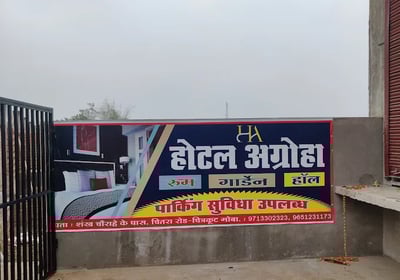 HA
होटल अग्रोहा
रूम गार्डन हॉल
पार्किंग सुविधा उपलब्ध
पता : शंख चौराहे के पास, चितरा रोड-चित्रकूट मोबा. : 9713302323, 9651231173